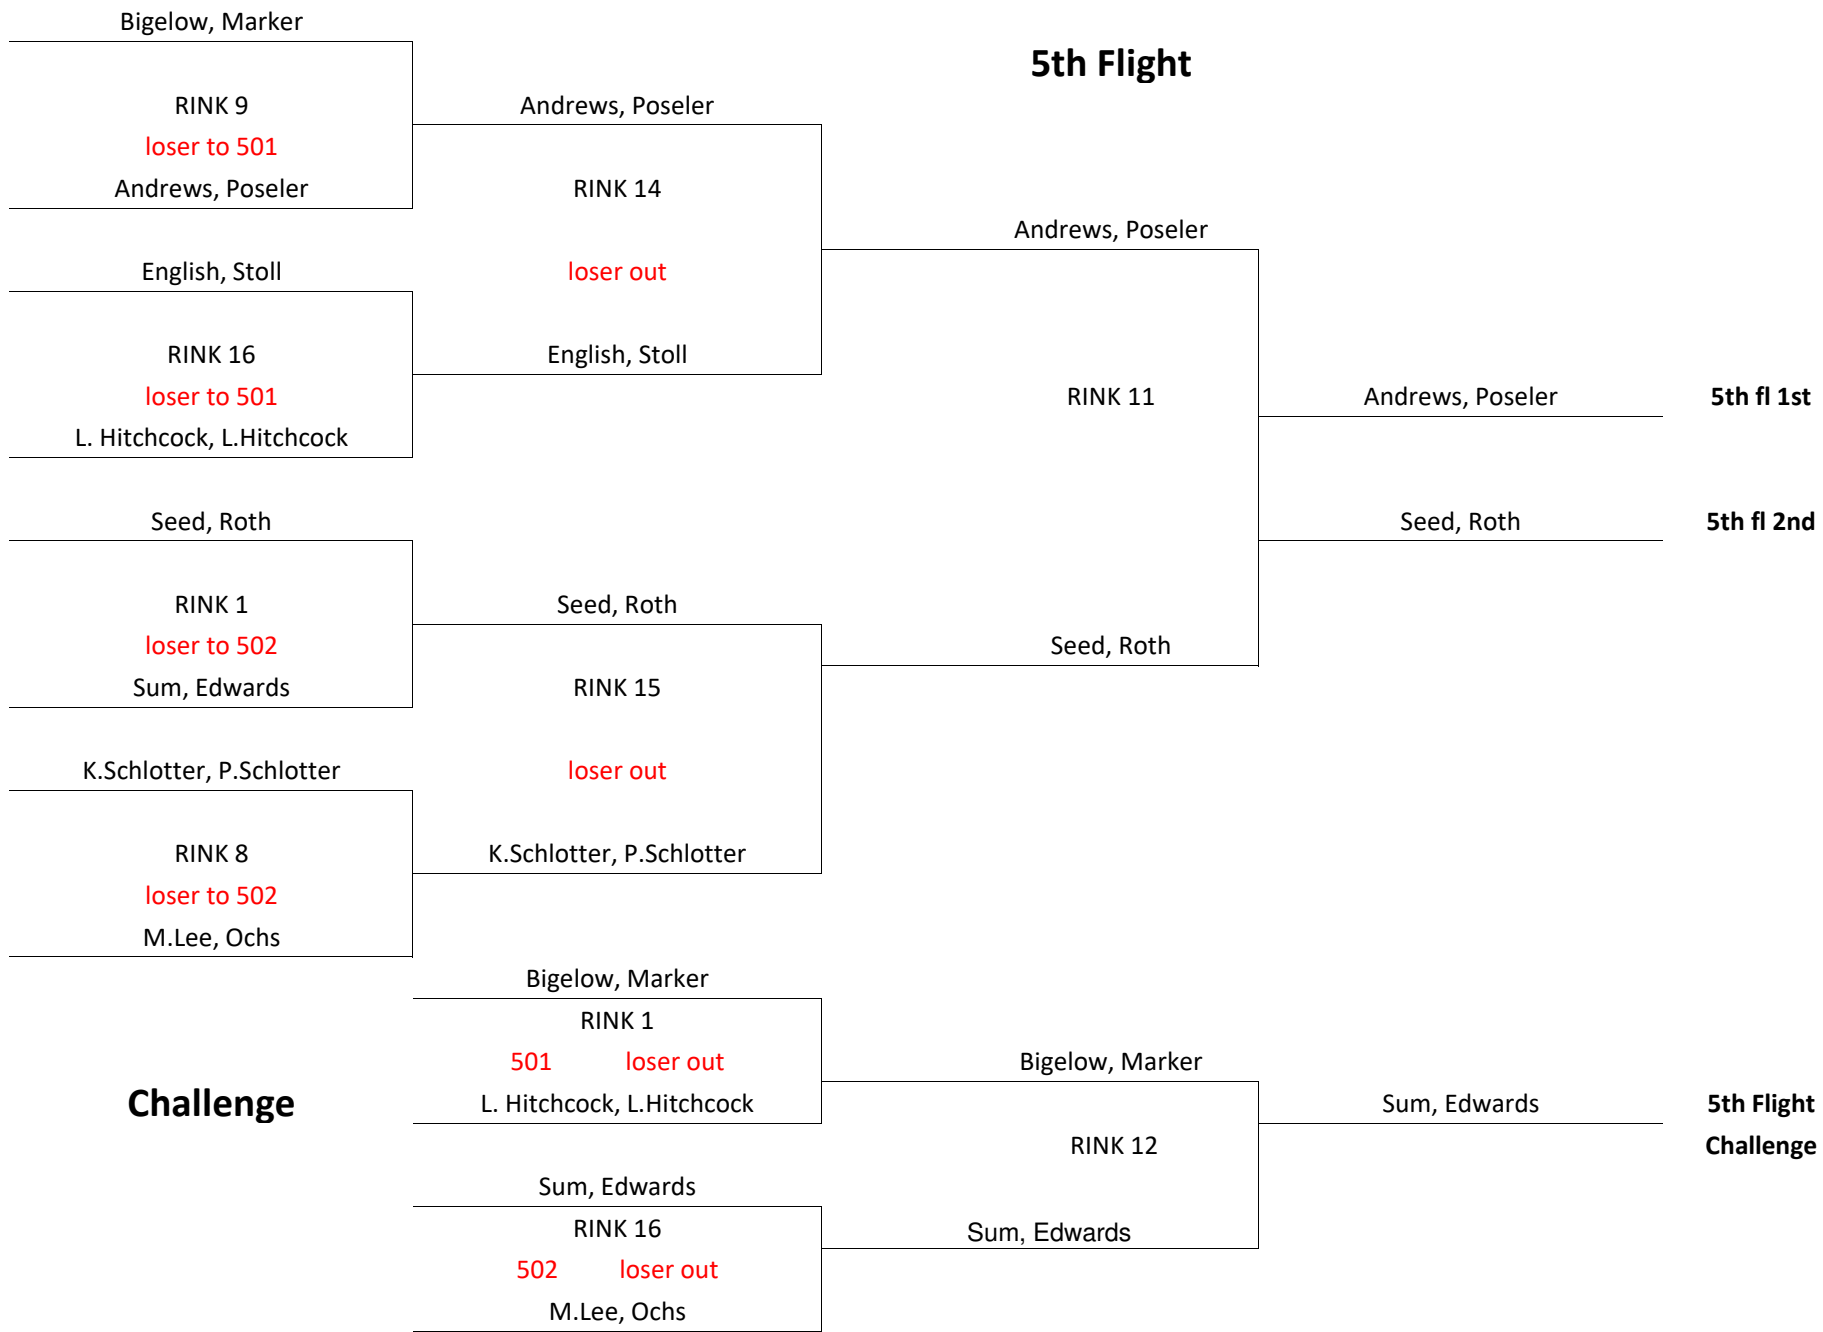 Bigelow, Marker
5th Flight
RINK 9
Andrews, Poseler
loser to 501
Andrews, Poseler
RINK 14
Andrews, Poseler
English, Stoll
loser out
RINK 16
English, Stoll
loser to 501
RINK 11
Andrews, Poseler
5th fl 1st
L. Hitchcock, L.Hitchcock
Seed, Roth
Seed, Roth
5th fl 2nd
RINK 1
Seed, Roth
loser to 502
Seed, Roth
Sum, Edwards
RINK 15
K.Schlotter, P.Schlotter
loser out
RINK 8
K.Schlotter, P.Schlotter
loser to 502
M.Lee, Ochs
Bigelow, Marker
RINK 1
501 loser out
Bigelow, Marker
Challenge
L. Hitchcock, L.Hitchcock
Sum, Edwards
5th Flight
RINK 12
Challenge
Sum, Edwards
RINK 16
Sum, Edwards
502 loser out
M.Lee, Ochs